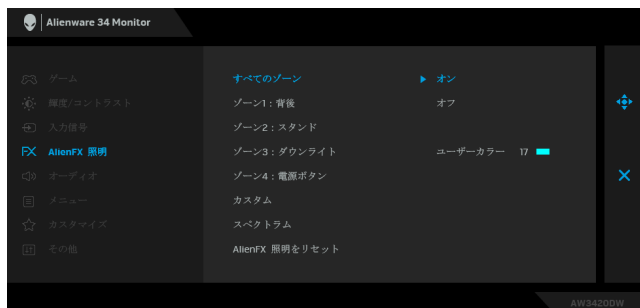 Alienware 34 Monitor
ゲーム
輝度/コントラスト
入力信号
FX AlienFX 照明
オーディオ
メニュー
カスタマイズ
その他
すべてのゾーン
ゾーン1：背後
ゾーン2：スタンド
ゾーン3：ダウンライト
ゾーン4：電源ボタン
カスタム
スペクトラム
AlienFX 照明をリセット
オン
オフ
ユーザーカラー 17
AW3420DW